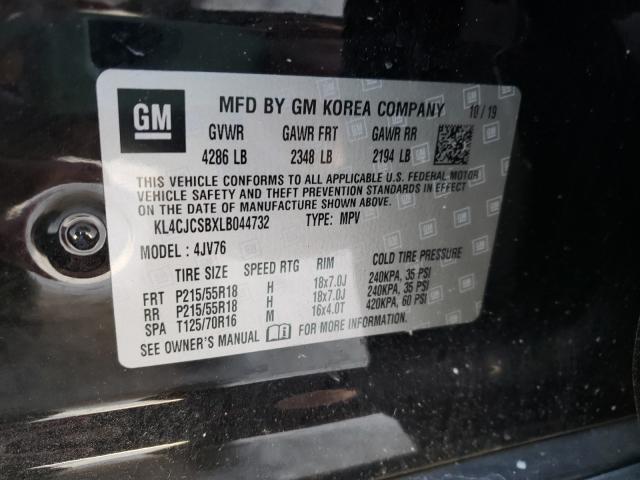 GM
MFD BY GM KOREA COMPANY 10/19
GVWR GAWR FRT GAWR RR
4286 LB 2348 LB 2194 LB
THIS VEHICLE CONFORMS TO ALL APPLICABLE U.S. FEDERAL MOTOR
VEHICLE SAFETY AND THEFT PREVENTION STANDARDS IN EFFECT
ON THE DATE OF MANUFACTURE SHOWN ABOVE.
KL4CJCSBXLB044732 TYPE: MPV
MODEL: 4JV76
TIRE SIZE SPEED RTG RIM COLD TIRE PRESSURE
FRT P215/55R18 H 18x7.0J 240KPA, 35 PSI
RR P215/55R18 H 18x7.0J 240KPA, 35 PSI
SPA T125/70R16 M 16x4.0T 420KPA, 60 PSI
SEE OWNER'S MANUAL FOR MORE INFORMATION.